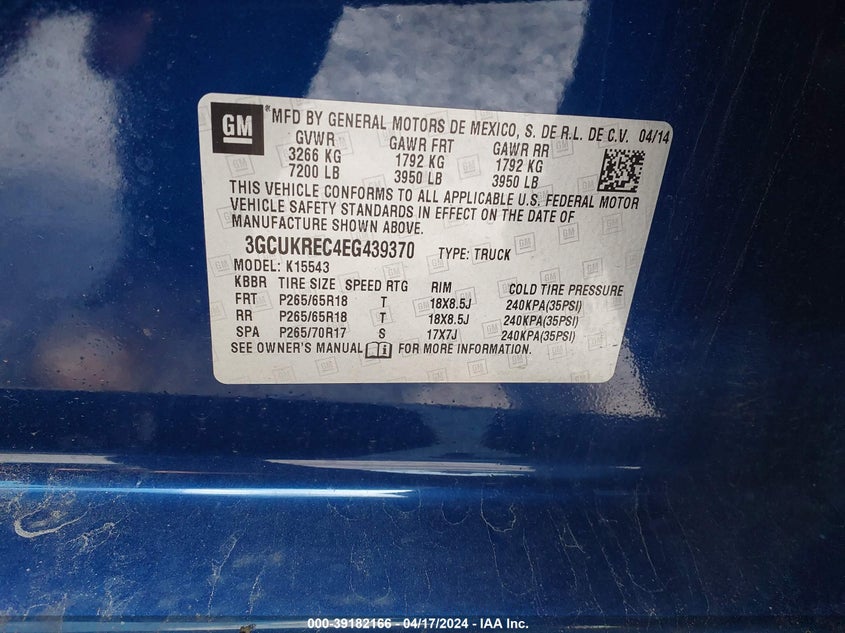 GM *MFD BY GENERAL MOTORS DE MEXICO, S. DE R.L. DE C.V. 04/14
GVWR GAWR FRT GAWR RR
3266 KG 1792 KG 1792 KG
7200 LB 3950 LB 3950 LB
THIS VEHICLE CONFORMS TO ALL APPLICABLE U.S. FEDERAL MOTOR
VEHICLE SAFETY STANDARDS IN EFFECT ON THE DATE OF
MANUFACTURE SHOWN ABOVE.
3GCUKREC4EG439370 TYPE: TRUCK
MODEL: K15543
KBBR TIRE SIZE SPEED RTG RIM COLD TIRE PRESSURE
FRT P265/65R18 T 18X8.5J 240KPA(35PSI)
RR P265/65R18 T 18X8.5J 240KPA(35PSI)
SPA P265/70R17 S 17X7J 240KPA(35PSI)
SEE OWNER'S MANUAL FOR MORE INFORMATION.
000-39182166 - 04/17/2024 - IAA Inc.